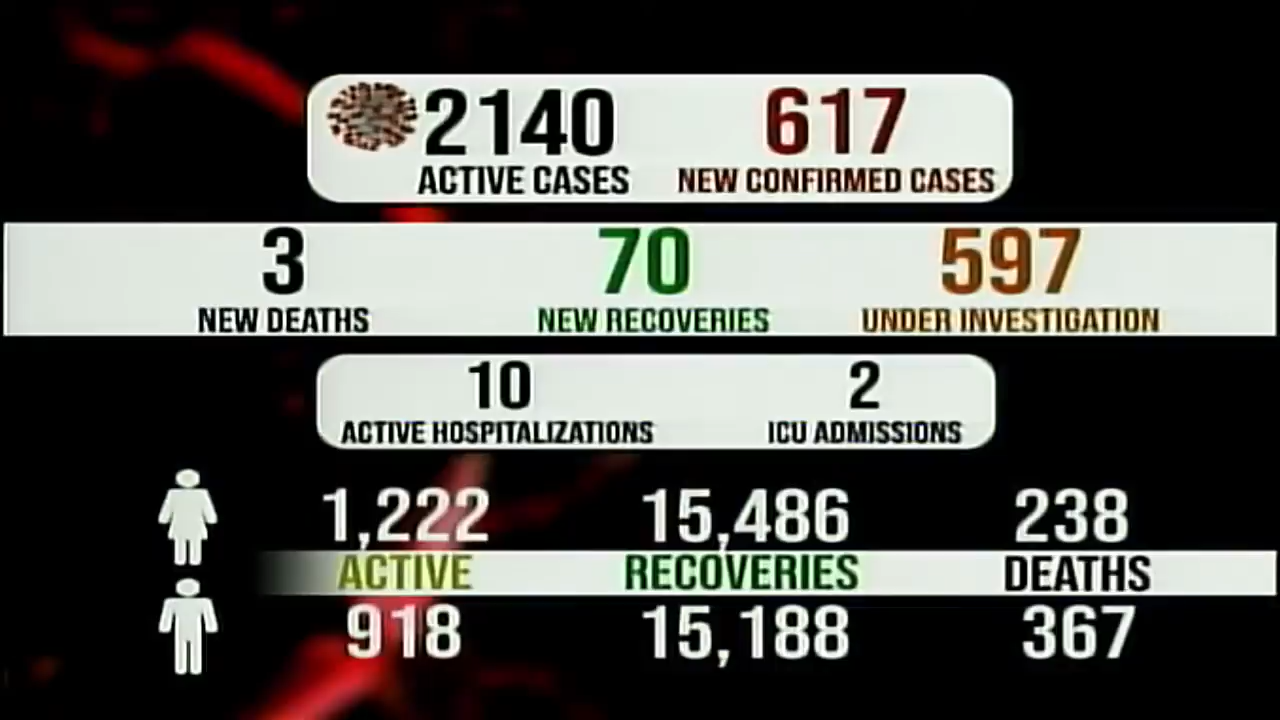 2140 617
ACTIVE CASES NEW CONFIRMED CASES
3 70 597
NEW DEATHS NEW RECOVERIES UNDER INVESTIGATION
10 2
ACTIVE HOSPITALIZATIONS ICU ADMISSIONS
1,222 15,486 238
ACTIVE RECOVERIES DEATHS
918 15,188 367